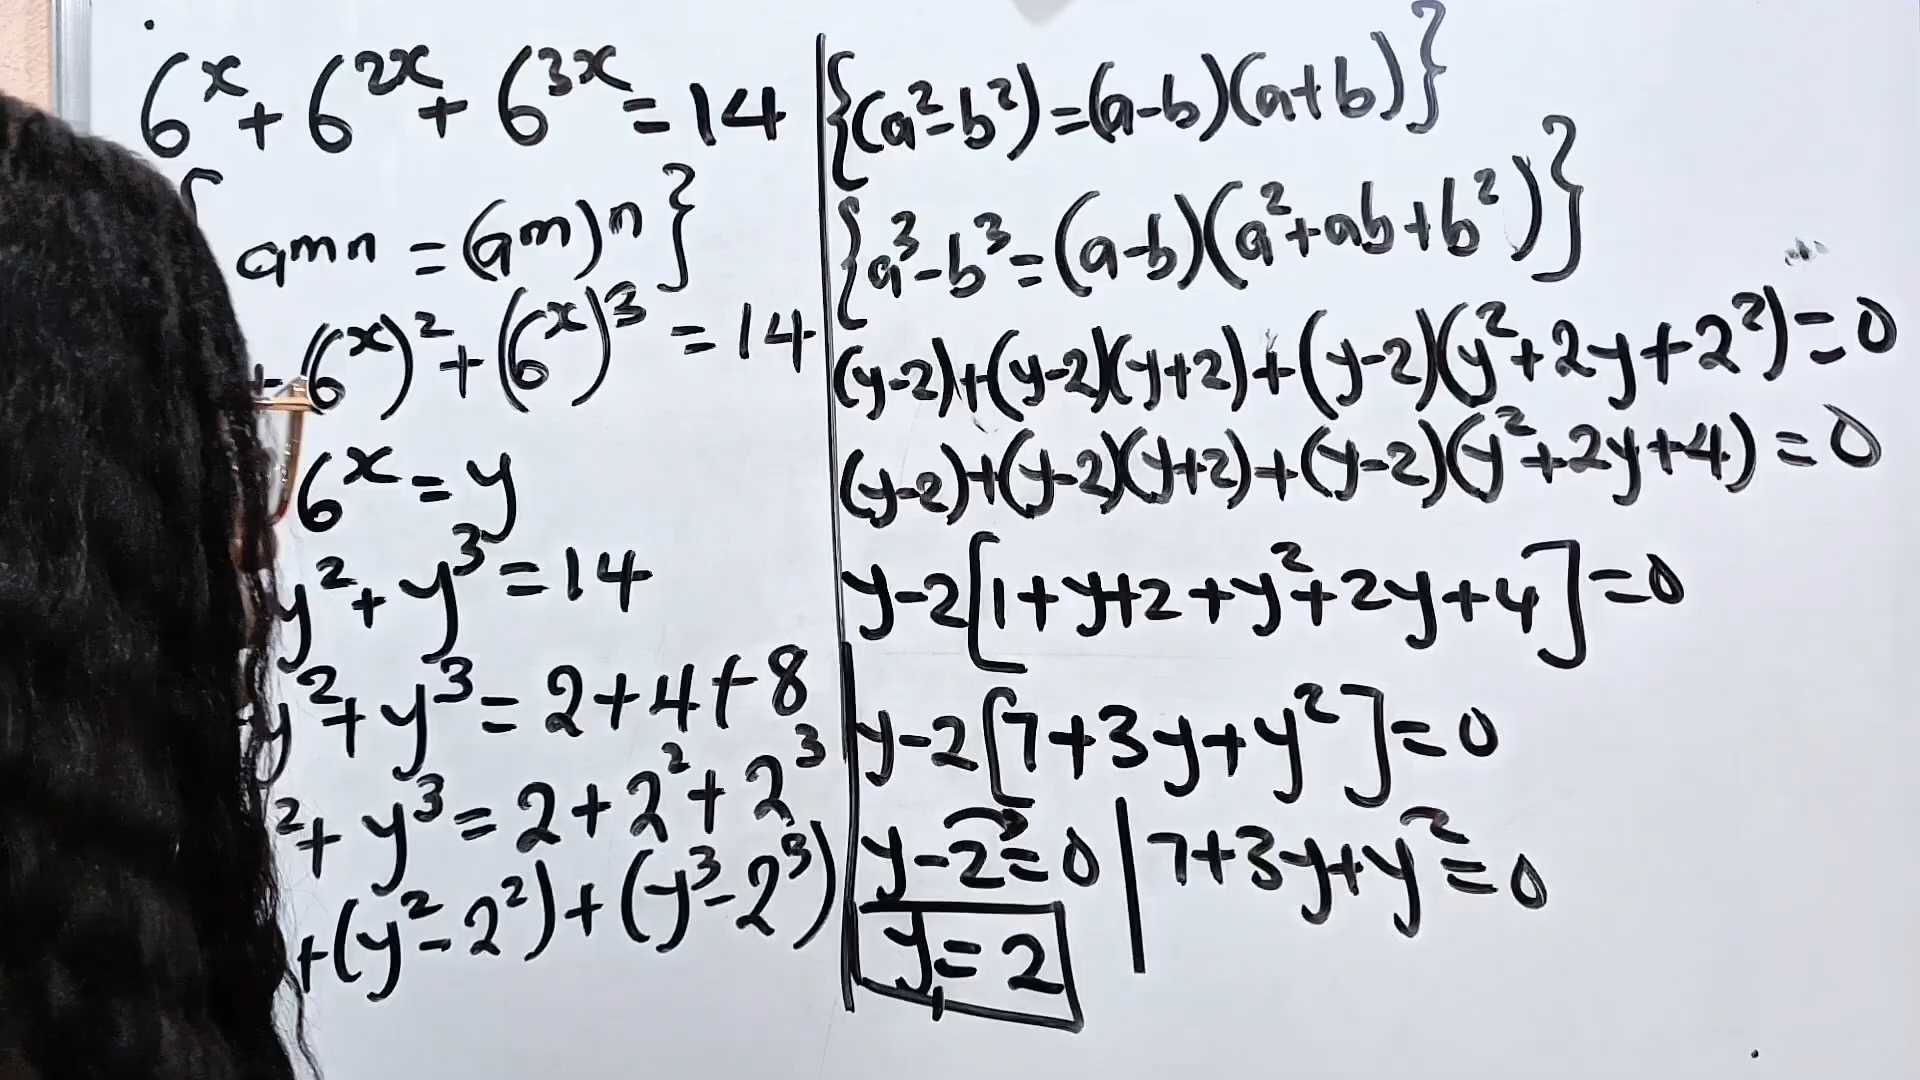 6^x + 6^{2x} + 6^{3x} = 14
a^{mn} = (a^m)^n}
(6^x)^2 + (6^x)^3 = 14
6^x = y
y^2 + y^3 = 14
y^2 + y^3 = 2 + 4 + 8
^2 + y^3 = 2 + 2^2 + 2^3
+ (y^2 - 2^2) + (y^3 - 2^3)
{(a^2 - b^2) = (a-b)(a+b)}
{a^3 - b^3 = (a-b)(a^2 + ab + b^2)}
(y-2) + (y-2)(y+2) + (y-2)(y^2 + 2y + 2^2) = 0
(y-2) + (y-2)(y+2) + (y-2)(y^2 + 2y + 4) = 0
y-2[1 + y+2 + y^2 + 2y + 4] = 0
y-2[7 + 3y + y^2] = 0
y-2 = 0 | 7 + 3y + y^2 = 0
y = 2